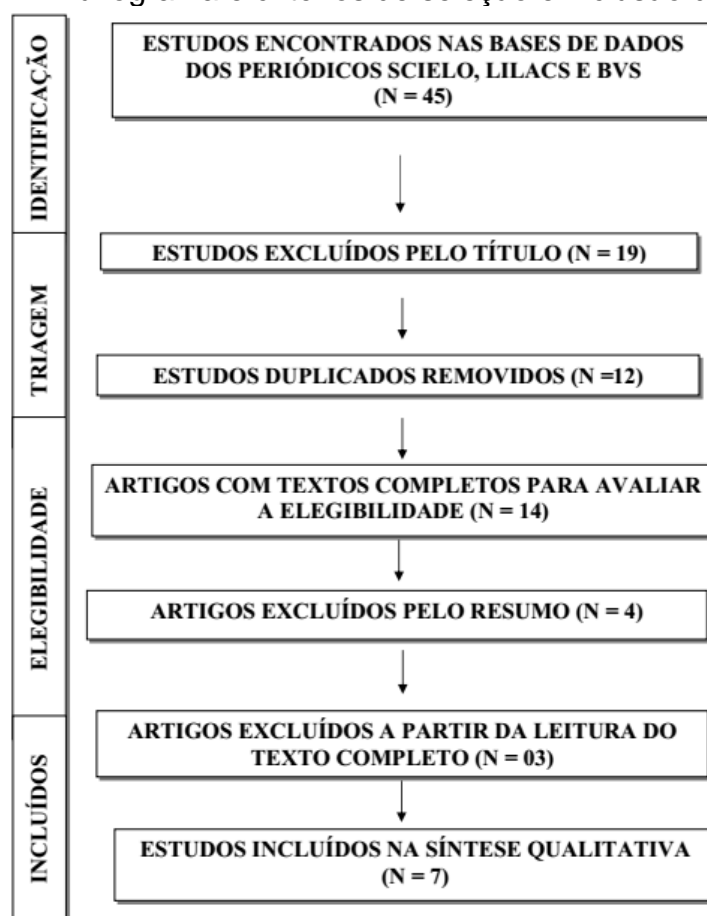 ESTUDOS ENCONTRADOS NAS BASES DE DADOS
DOS PERIÓDICOS SCIELO, LILACS E BVS
(N = 45)
IDENTIFICAÇÃO
ESTUDOS EXCLUÍDOS PELO TÍTULO (N = 19)
TRIAGEM
ESTUDOS DUPLICADOS REMOVIDOS (N =12)
ARTIGOS COM TEXTOS COMPLETOS PARA AVALIAR
A ELEGIBILIDADE (N = 14)
ELEGIBILIDADE
ARTIGOS EXCLUÍDOS PELO RESUMO (N = 4)
ARTIGOS EXCLUÍDOS A PARTIR DA LEITURA DO
TEXTO COMPLETO (N = 03)
INCLUÍDOS
ESTUDOS INCLUÍDOS NA SÍNTESE QUALITATIVA
(N = 7)